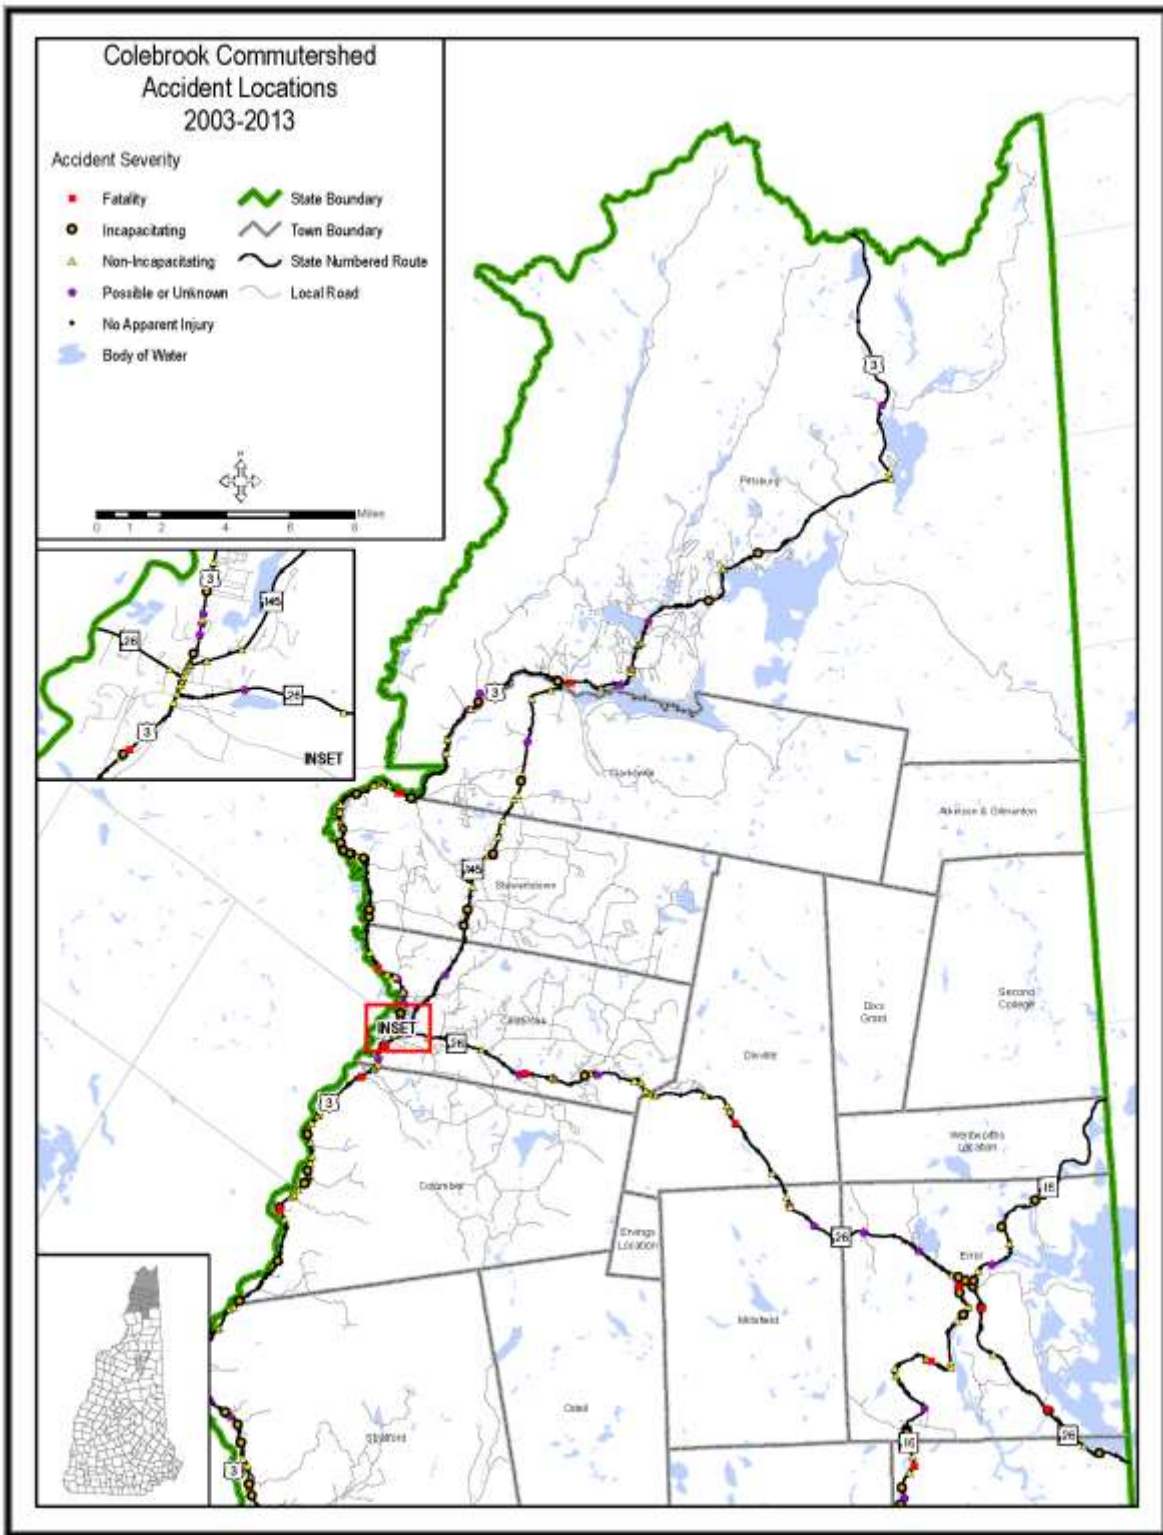 Colebrook Commutershed
Accident Locations
2003-2013
Accident Severity
Fatality
Incapacitating
Non-Incapacitating
Possible or Unknown
No Apparent Injury
Body of Water
State Boundary
Town Boundary
State Numbered Route
Local Road
N
0 1 2 4 6 8 Miles
3
145
26
26
3
INSET
3
Pittsburg
3
Clarksville
Atkinson & Gilmanton
145
Stewartstown
Second
College
Dixs
Grant
INSET
Colebrook
26
Dixville
3
Wentworths
Location
Columbia
16
Ervings
Location
26
Errol
Millsfield
Odell
Stratford
16
26
3